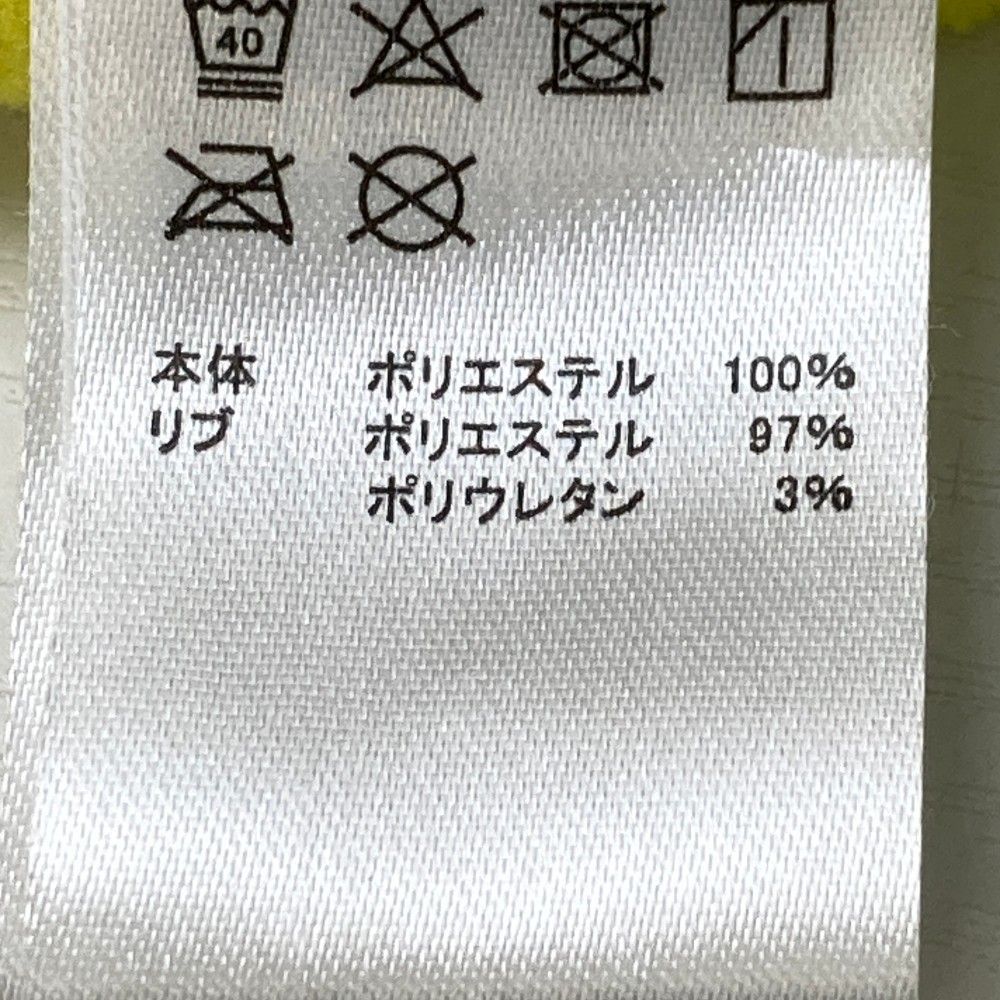 40
本体 ポリエステル 100%
リブ ポリエステル 97%
ポリウレタン 3%